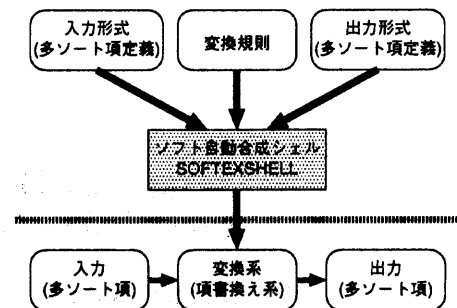 入力形式
(多ソート項定義)
変換規則
出力形式
(多ソート項定義)
ソフト自動合成シェル
SOFTEXSHELL
入力
(多ソート項)
変換系
(項書換え系)
出力
(多ソート項)